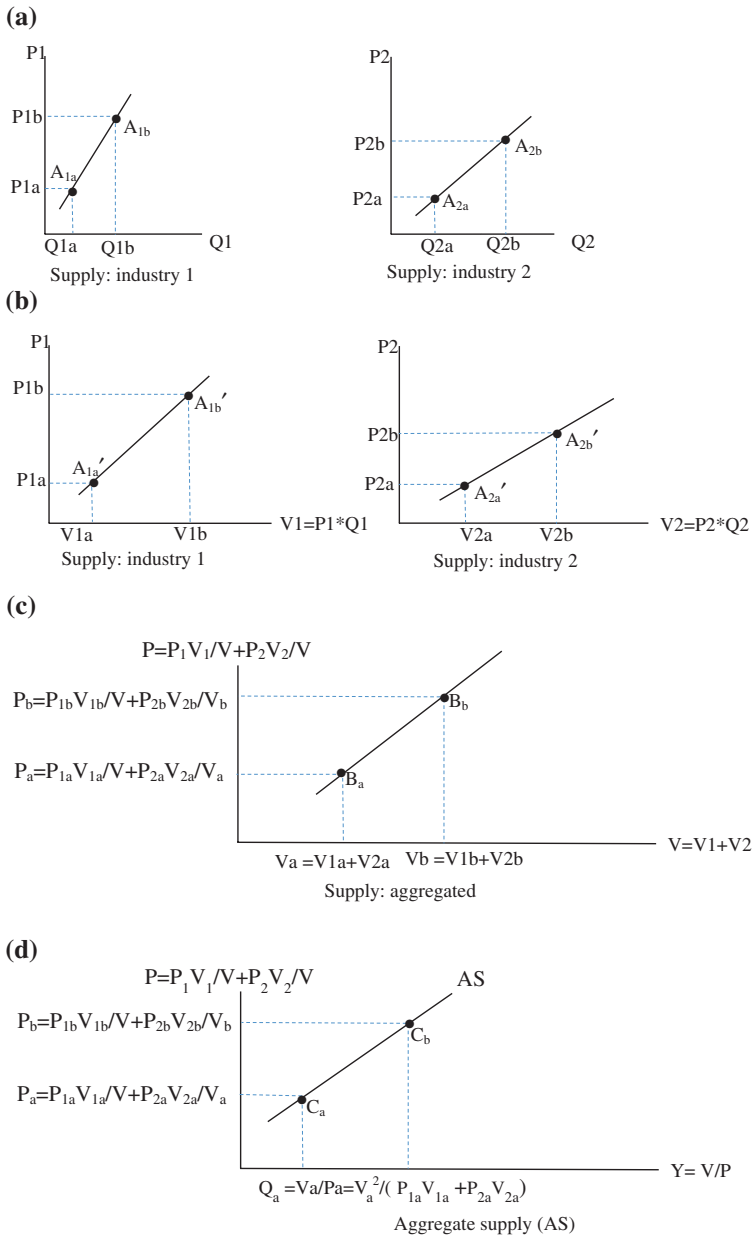 (a)
P1 P2
P1b A1b P2b A2b
P1a A1a P2a A2a
Q1a Q1b Q1 Q2a Q2b Q2
Supply: industry 1 Supply: industry 2
(b)
P1 P2
P1b A1b′ P2b A2b′
P1a A1a′ P2a A2a′
V1a V1b V1=P1*Q1 V2a V2b V2=P2*Q2
Supply: industry 1 Supply: industry 2
(c)
P=P1V1/V+P2V2/V
Pb=P1bV1b/V+P2bV2b/Vb Bb
Pa=P1aV1a/V+P2aV2a/Va Ba
Va =V1a+V2a Vb =V1b+V2b V=V1+V2
Supply: aggregated
(d)
P=P1V1/V+P2V2/V AS
Pb=P1bV1b/V+P2bV2b/Vb Cb
Pa=P1aV1a/V+P2aV2a/Va Ca
Y= V/P
Qa =Va/Pa=Va²/( P1aV1a +P2aV2a)
Aggregate supply (AS)